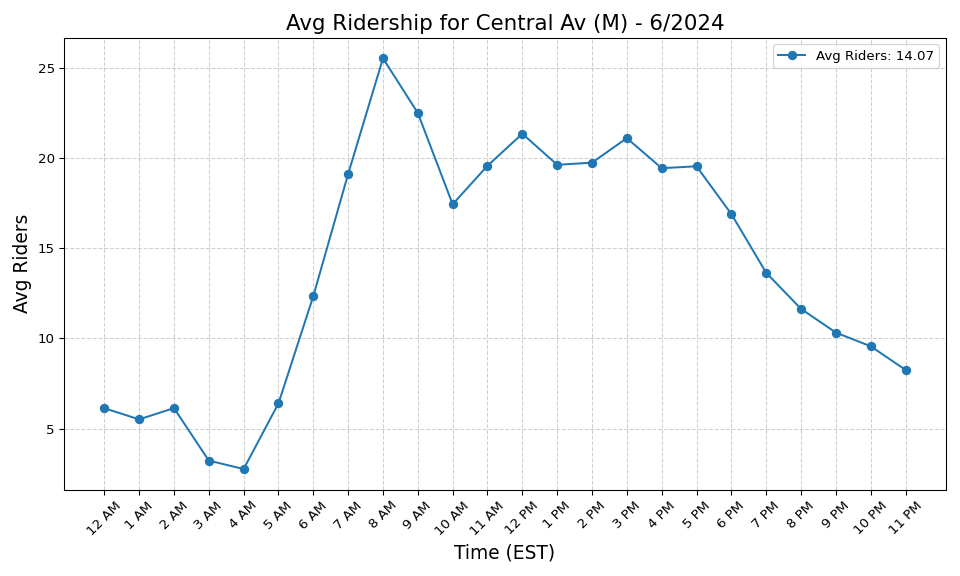 Avg Ridership for Central Av (M) - 6/2024
Avg Riders: 14.07
Avg Riders
25
20
15
10
5
12 AM
1 AM
2 AM
3 AM
4 AM
5 AM
6 AM
7 AM
8 AM
9 AM
10 AM
11 AM
12 PM
1 PM
2 PM
3 PM
4 PM
5 PM
6 PM
7 PM
8 PM
9 PM
10 PM
11 PM
Time (EST)